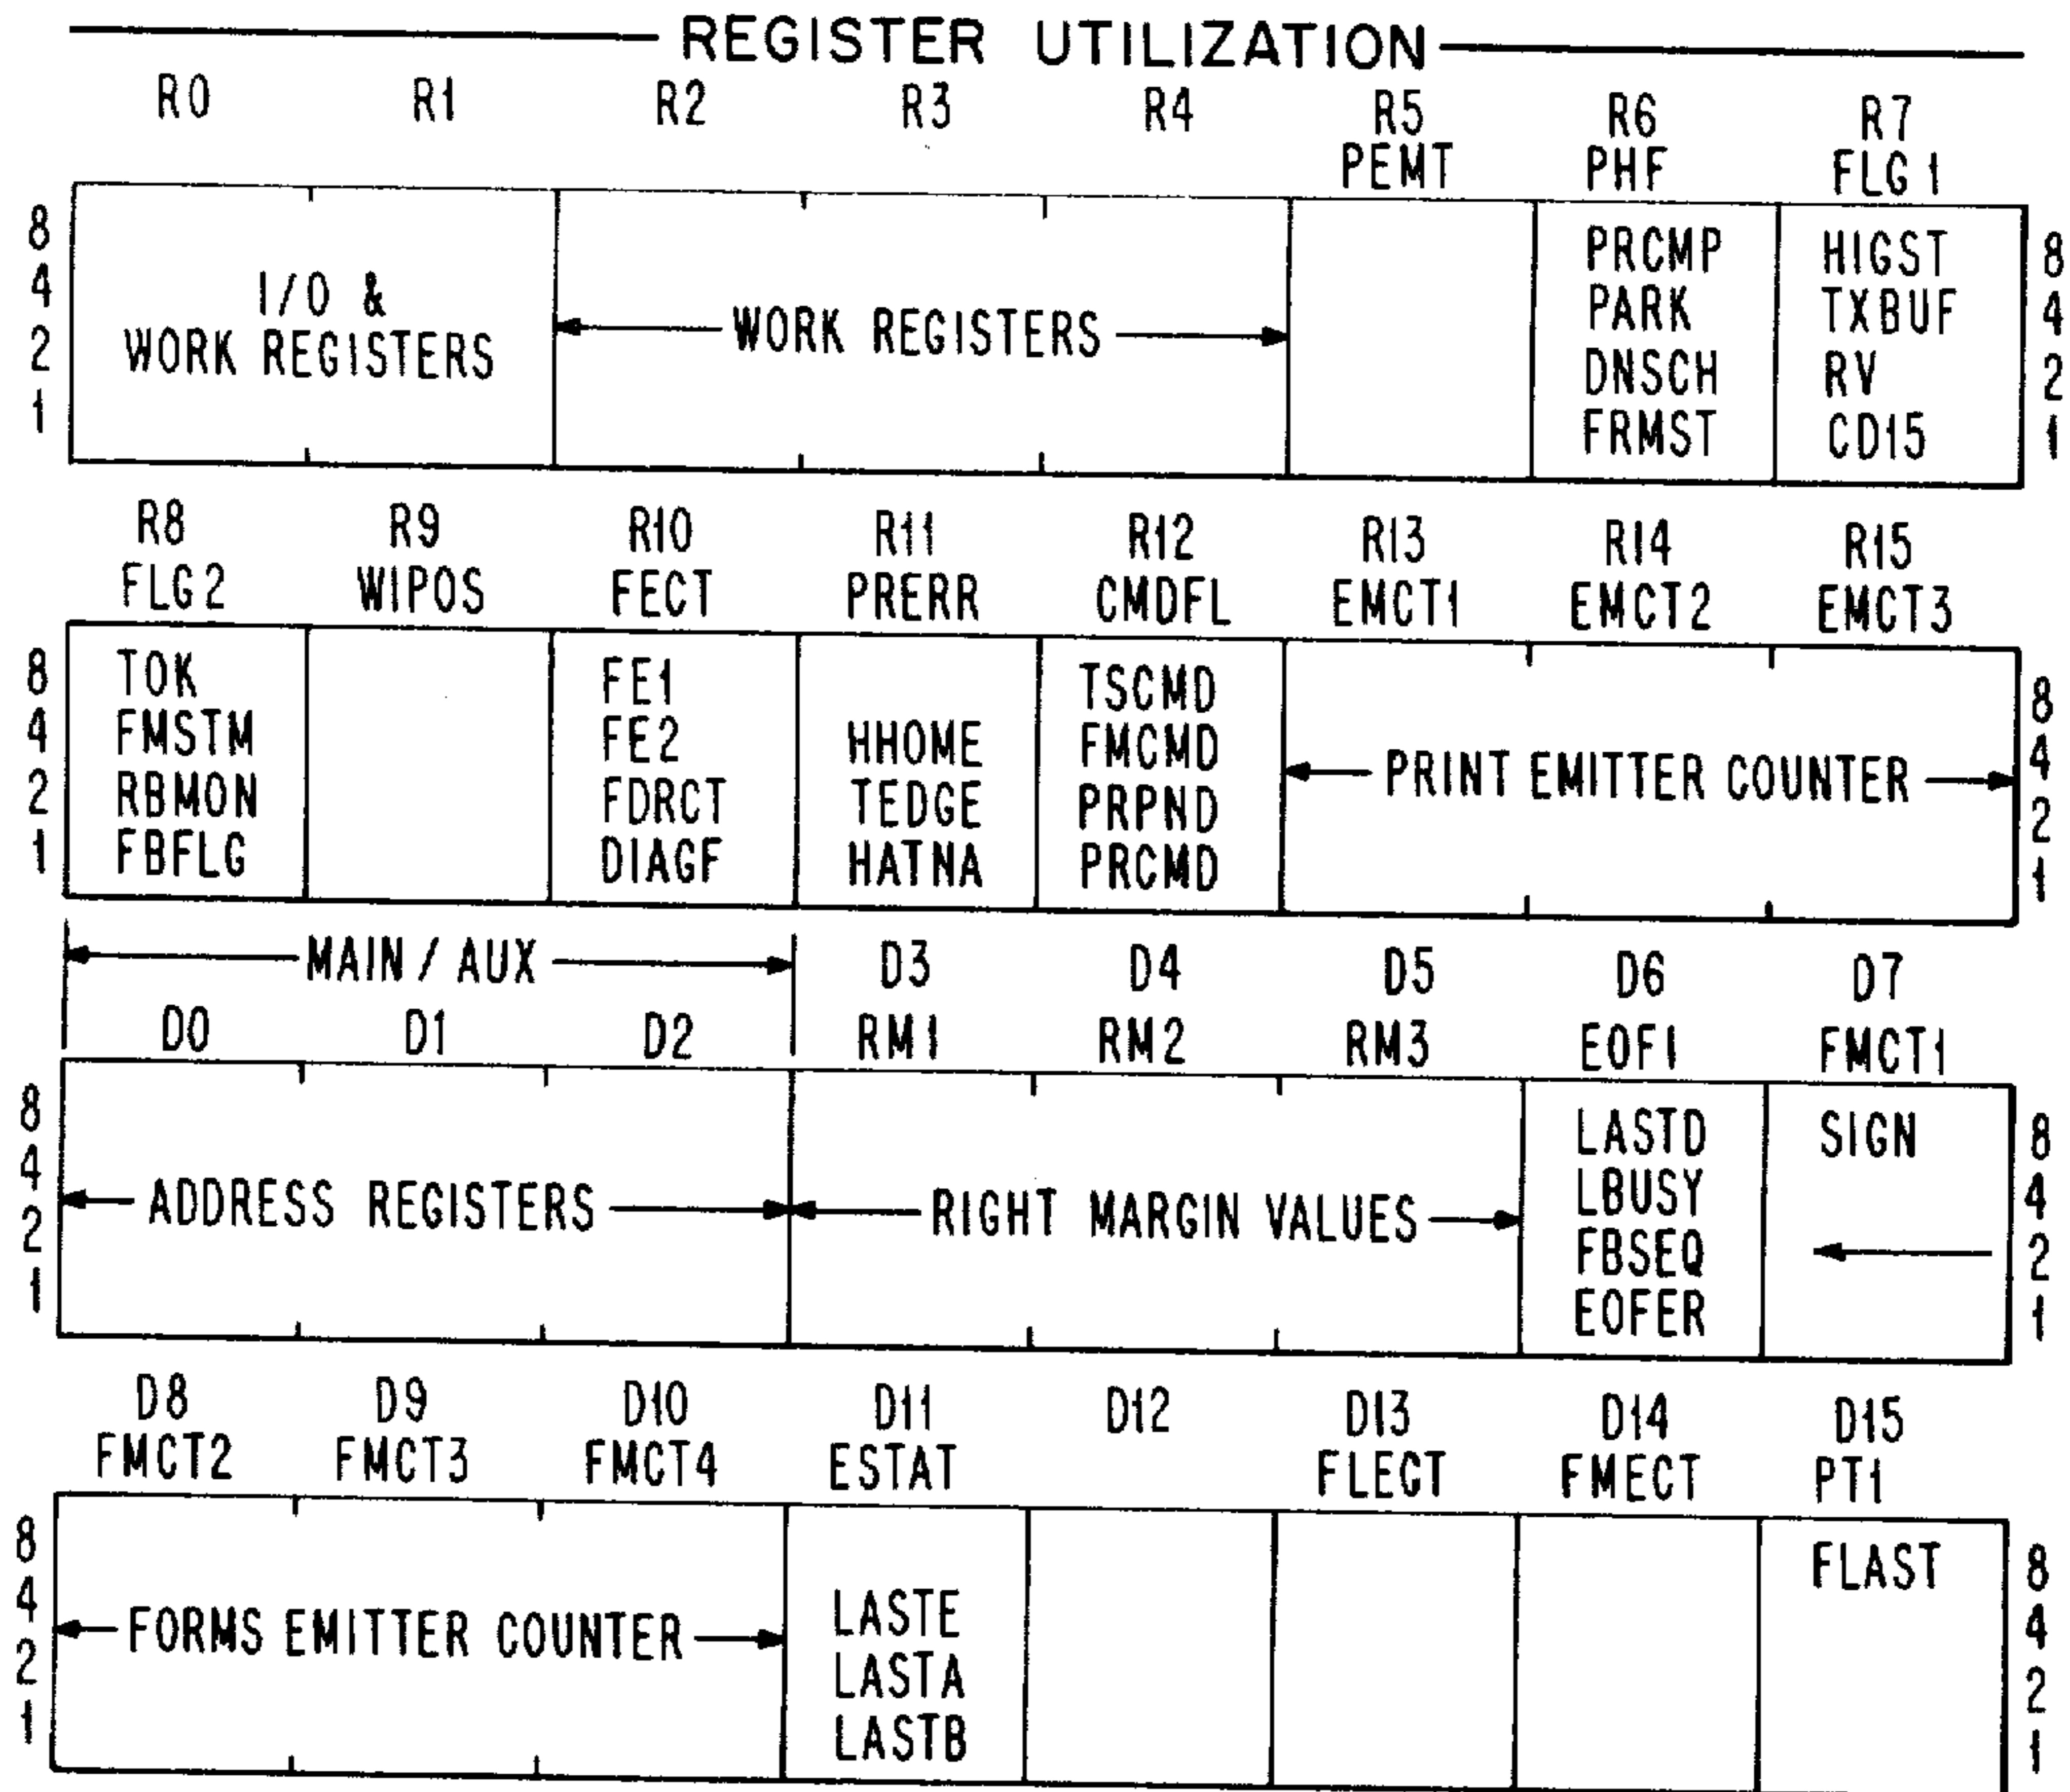 REGISTER UTILIZATION
R0 R1 R2 R3 R4 R5 R6 R7
PEMT PHF FLG1
8 PRCMP HIGST 8
4 I/O & PARK TXBUF 4
2 WORK REGISTERS WORK REGISTERS DNSCH RV 2
1 FRMST CD15 1
R8 R9 R10 R11 R12 R13 R14 R15
FLG2 WIPOS FECT PRERR CMDFL EMCT1 EMCT2 EMCT3
8 TOK FE1 TSCMD 8
4 FMSTM FE2 HHOME FMCMD PRINT EMITTER COUNTER 4
2 RBMON FDRCT TEDGE PRPND 2
1 FBFLG DIAGF HATNA PRCMD 1
MAIN / AUX D3 D4 D5 D6 D7
D0 D1 D2 RM1 RM2 RM3 EOF1 FMCT1
8 LASTD SIGN 8
4 ADDRESS REGISTERS RIGHT MARGIN VALUES LBUSY 4
2 FBSEQ 2
1 EOFER 1
D8 D9 D10 D11 D12 D13 D14 D15
FMCT2 FMCT3 FMCT4 ESTAT FLECT FMECT PT1
8 FLAST 8
4 FORMS EMITTER COUNTER LASTE 4
2 LASTA 2
1 LASTB 1